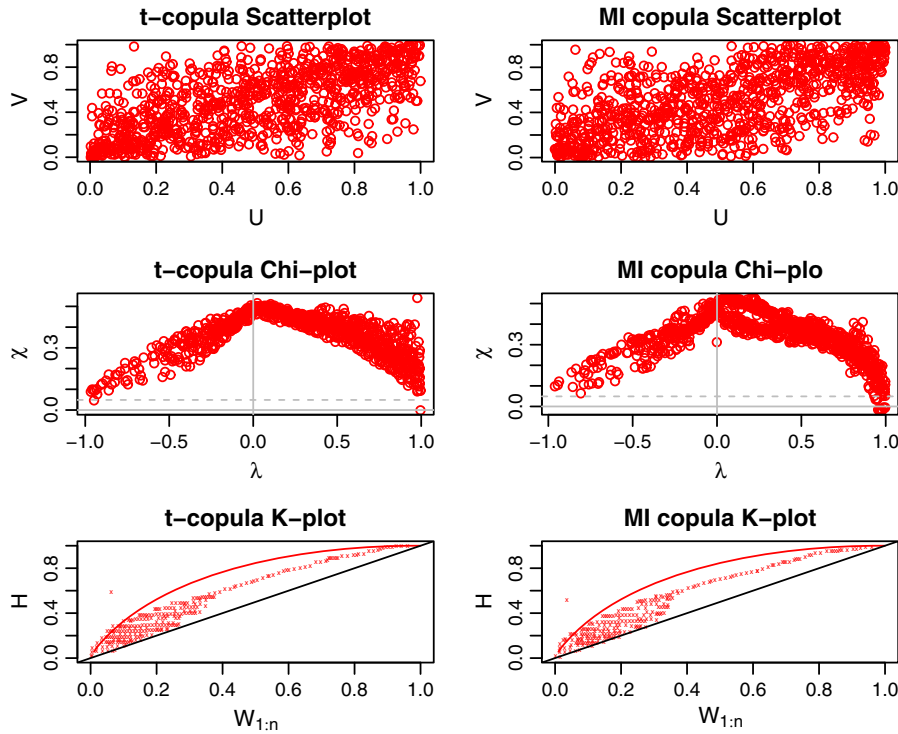 t−copula Scatterplot
V
0.0 0.4 0.8
0.0 0.2 0.4 0.6 0.8 1.0
U
MI copula Scatterplot
V
0.0 0.4 0.8
0.0 0.2 0.4 0.6 0.8 1.0
U
t−copula Chi−plot
χ
0.0 0.3
−1.0 −0.5 0.0 0.5 1.0
λ
MI copula Chi−plo
χ
0.0 0.3
−1.0 −0.5 0.0 0.5 1.0
λ
t−copula K−plot
H
0.0 0.4 0.8
0.0 0.2 0.4 0.6 0.8 1.0
W1:n
MI copula K−plot
H
0.0 0.4 0.8
0.0 0.2 0.4 0.6 0.8 1.0
W1:n